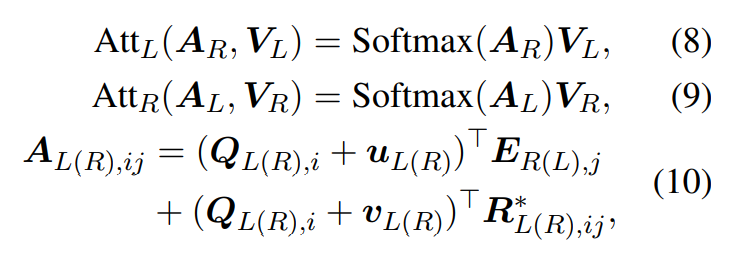 Att_L(A_R, V_L) = Softmax(A_R)V_L, (8)
Att_R(A_L, V_R) = Softmax(A_L)V_R, (9)
A_{L(R),ij} = (Q_{L(R),i} + u_{L(R)})^⊤ E_{R(L),j}
+ (Q_{L(R),i} + v_{L(R)})^⊤ R^*_{L(R),ij}, (10)